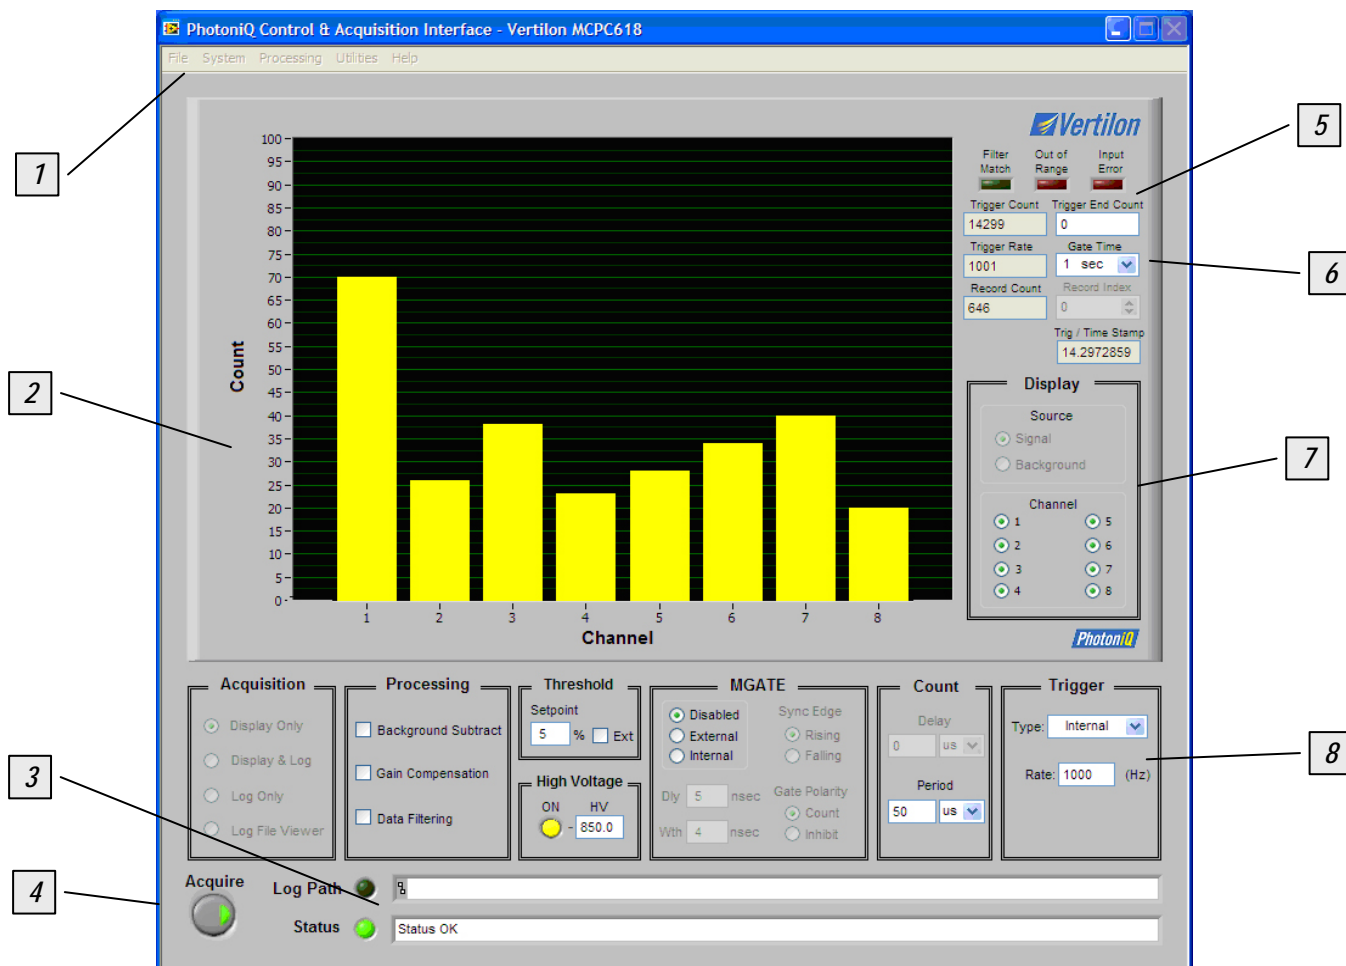 PhotoniQ Control & Acquisition Interface - Vertilon MCPC618
File System Processing Utilities Help
1
2
3
4
5
6
7
8
Vertilon
Filter Match
Out of Range
Input Error
Trigger Count
Trigger End Count
14299
0
Trigger Rate
Gate Time
1001
1 sec
Record Count
Record Index
646
0
Trig / Time Stamp
14.2972859
Display
Source
Signal
Background
Channel
1
2
3
4
5
6
7
8
PhotoniQ
Count
100
95
90
85
80
75
70
65
60
55
50
45
40
35
30
25
20
15
10
5
0
1 2 3 4 5 6 7 8
Channel
Acquisition
Display Only
Display & Log
Log Only
Log File Viewer
Processing
Background Subtract
Gain Compensation
Data Filtering
Threshold
Setpoint
5 % Ext
High Voltage
ON HV
- 850.0
MGATE
Disabled
External
Internal
Sync Edge
Rising
Falling
Dly 5 nsec
Wth 4 nsec
Gate Polarity
Count
Inhibit
Count
Delay
0 us
Period
50 us
Trigger
Type: Internal
Rate: 1000 (Hz)
Acquire
Log Path
Status
Status OK